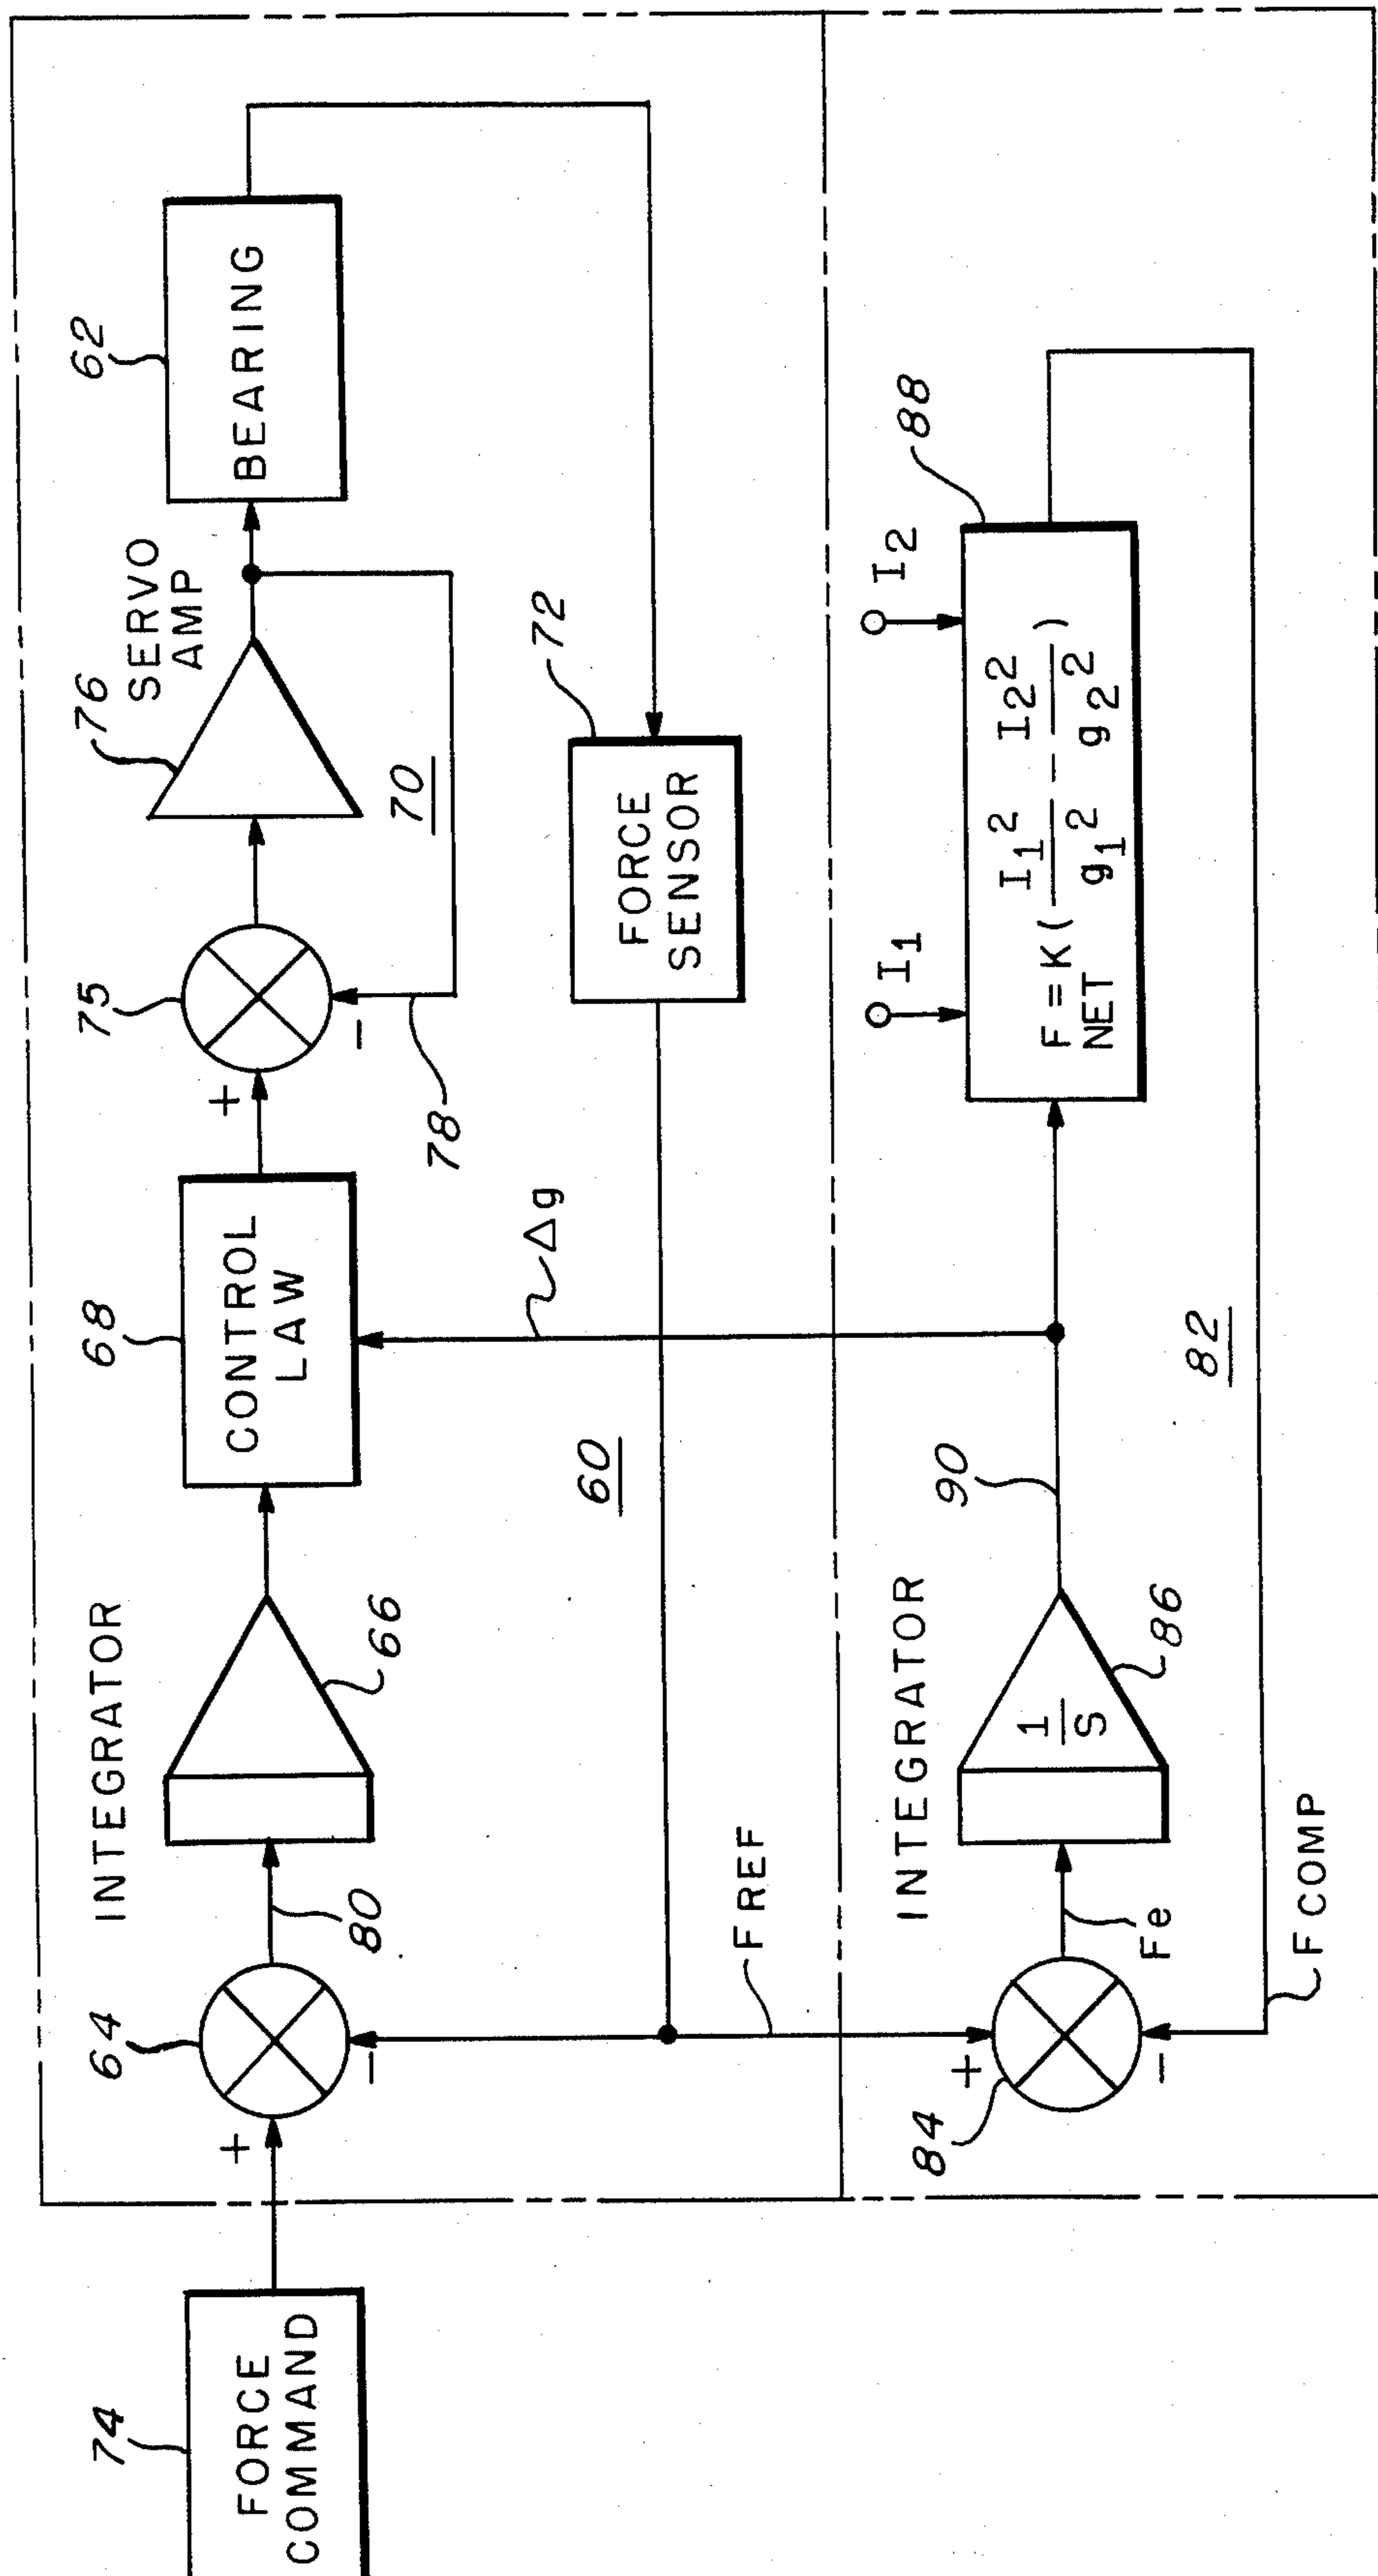 74
FORCE
COMMAND
64
+
-
80
INTEGRATOR
66
68
CONTROL
LAW
+
75
-
78
70
76
SERVO
AMP
62
BEARING
72
FORCE
SENSOR
60
Δg
F REF
84
+
-
Fe
INTEGRATOR
1
S
86
90
82
I1
I2
88
F = K ( I1² - I2² )
NET g1² g2²
F COMP